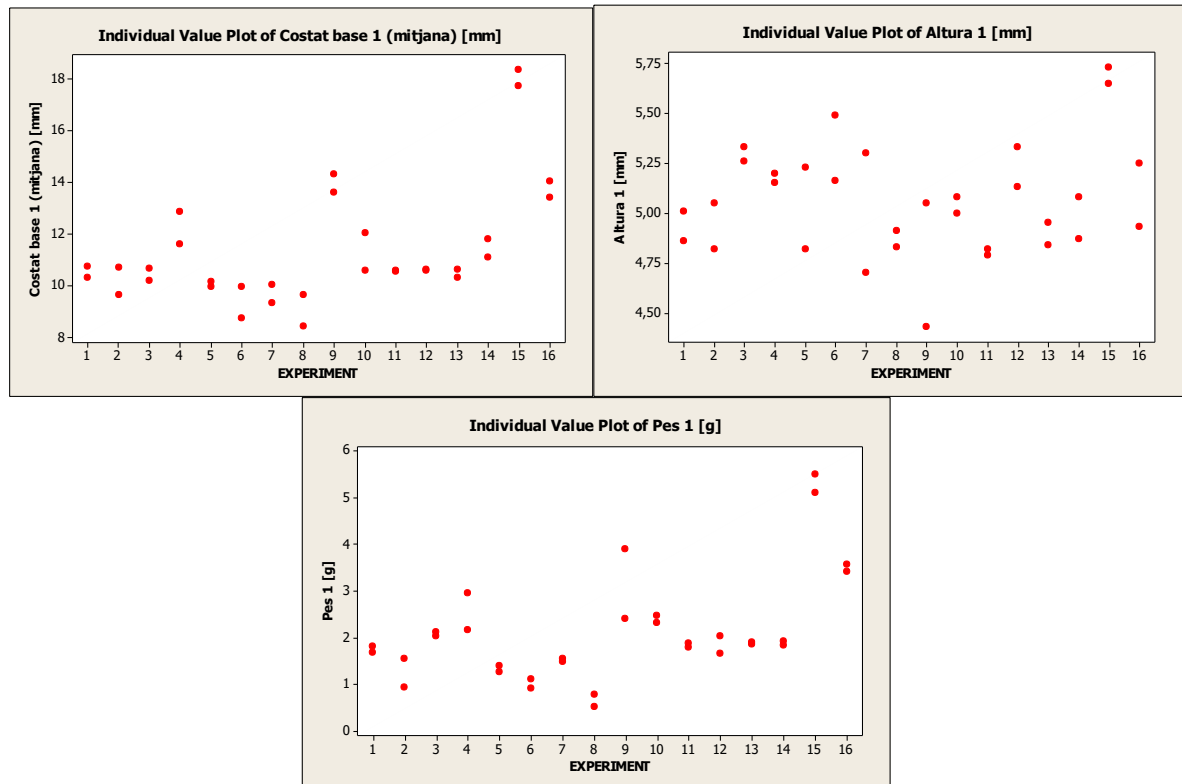 Individual Value Plot of Costat base 1 (mitjana) [mm]
Costat base 1 (mitjana) [mm]
18
16
14
12
10
8
1 2 3 4 5 6 7 8 9 10 11 12 13 14 15 16
EXPERIMENT
Individual Value Plot of Altura 1 [mm]
Altura 1 [mm]
5,75
5,50
5,25
5,00
4,75
4,50
1 2 3 4 5 6 7 8 9 10 11 12 13 14 15 16
EXPERIMENT
Individual Value Plot of Pes 1 [g]
Pes 1 [g]
6
5
4
3
2
1
0
1 2 3 4 5 6 7 8 9 10 11 12 13 14 15 16
EXPERIMENT